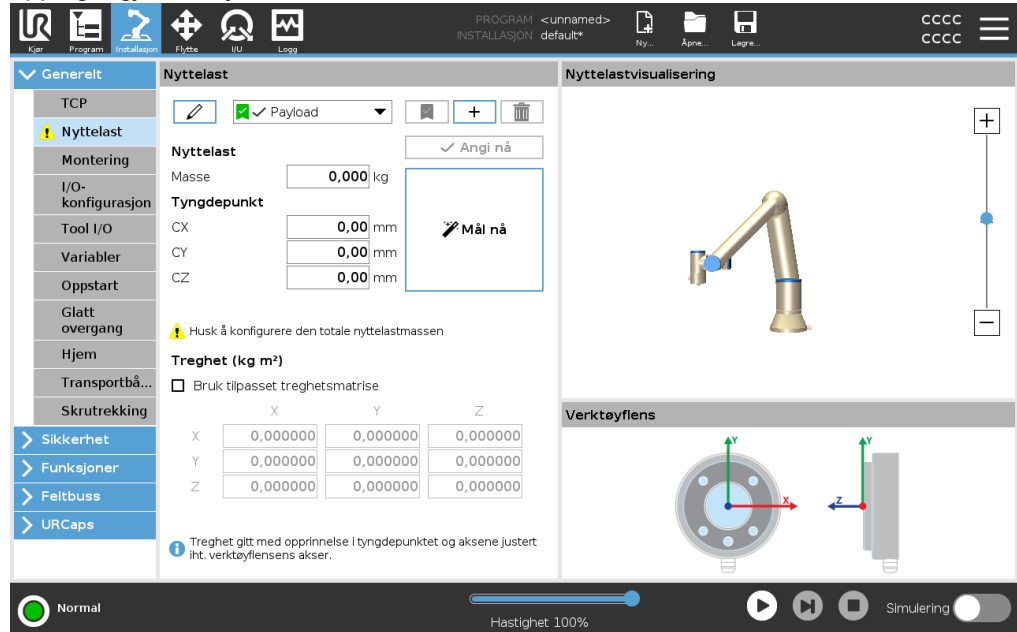 UR
PROGRAM <unnamed>
INSTALLASJON default*
cccc
cccc
Kjør
Program
Installasjon
Flytte
I/U
Logg
Ny...
Åpne...
Lagre...
Generelt
TCP
Nyttelast
Montering
I/O-
konfigurasjon
Tool I/O
Variabler
Oppstart
Glatt
overgang
Hjem
Transportbå...
Skrutrekking
Sikkerhet
Funksjoner
Feltbuss
URCaps
Nyttelast
Payload
Nyttelast
Angi nå
Masse 0,000 kg
Tyngdepunkt
CX 0,00 mm
CY 0,00 mm
CZ 0,00 mm
Mål nå
Husk å konfigurere den totale nyttelastmassen
Treghet (kg m²)
Bruk tilpasset treghetsmatrise
X Y Z
X 0,000000 0,000000 0,000000
Y 0,000000 0,000000 0,000000
Z 0,000000 0,000000 0,000000
Treghet gitt med opprinnelse i tyngdepunktet og aksene justert
iht. verktøyflensens akser.
Nyttelastvisualisering
Verktøyflens
Y
X
Y
Z
Normal
Hastighet 100%
Simulering